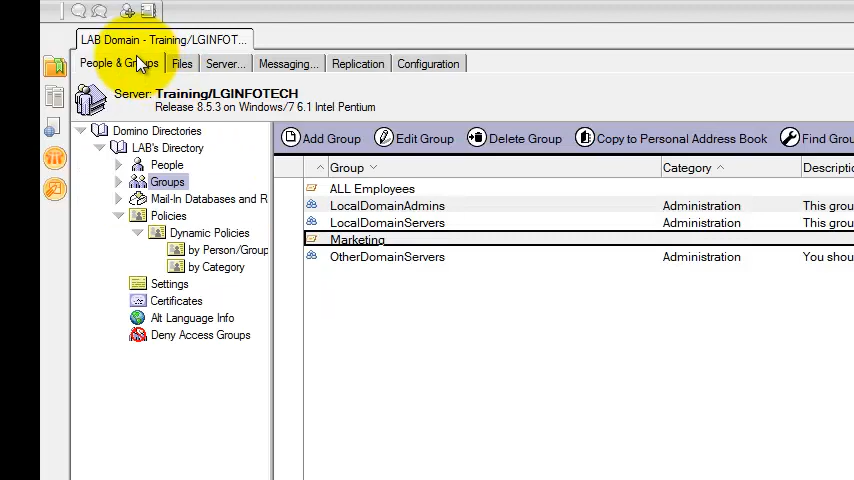 LAB Domain - Training/LGINFOT...
People & Groups Files Server... Messaging... Replication Configuration
Server: Training/LGINFOTECH
Release 8.5.3 on Windows/7 6.1 Intel Pentium
Domino Directories
LAB's Directory
People
Groups
Mail-In Databases and R
Policies
Dynamic Policies
by Person/Group
by Category
Settings
Certificates
Alt Language Info
Deny Access Groups
Add Group Edit Group Delete Group Copy to Personal Address Book Find Grou
Group Category Descriptio
ALL Employees
LocalDomainAdmins Administration This grou
LocalDomainServers Administration This grou
Marketing
OtherDomainServers Administration You shou